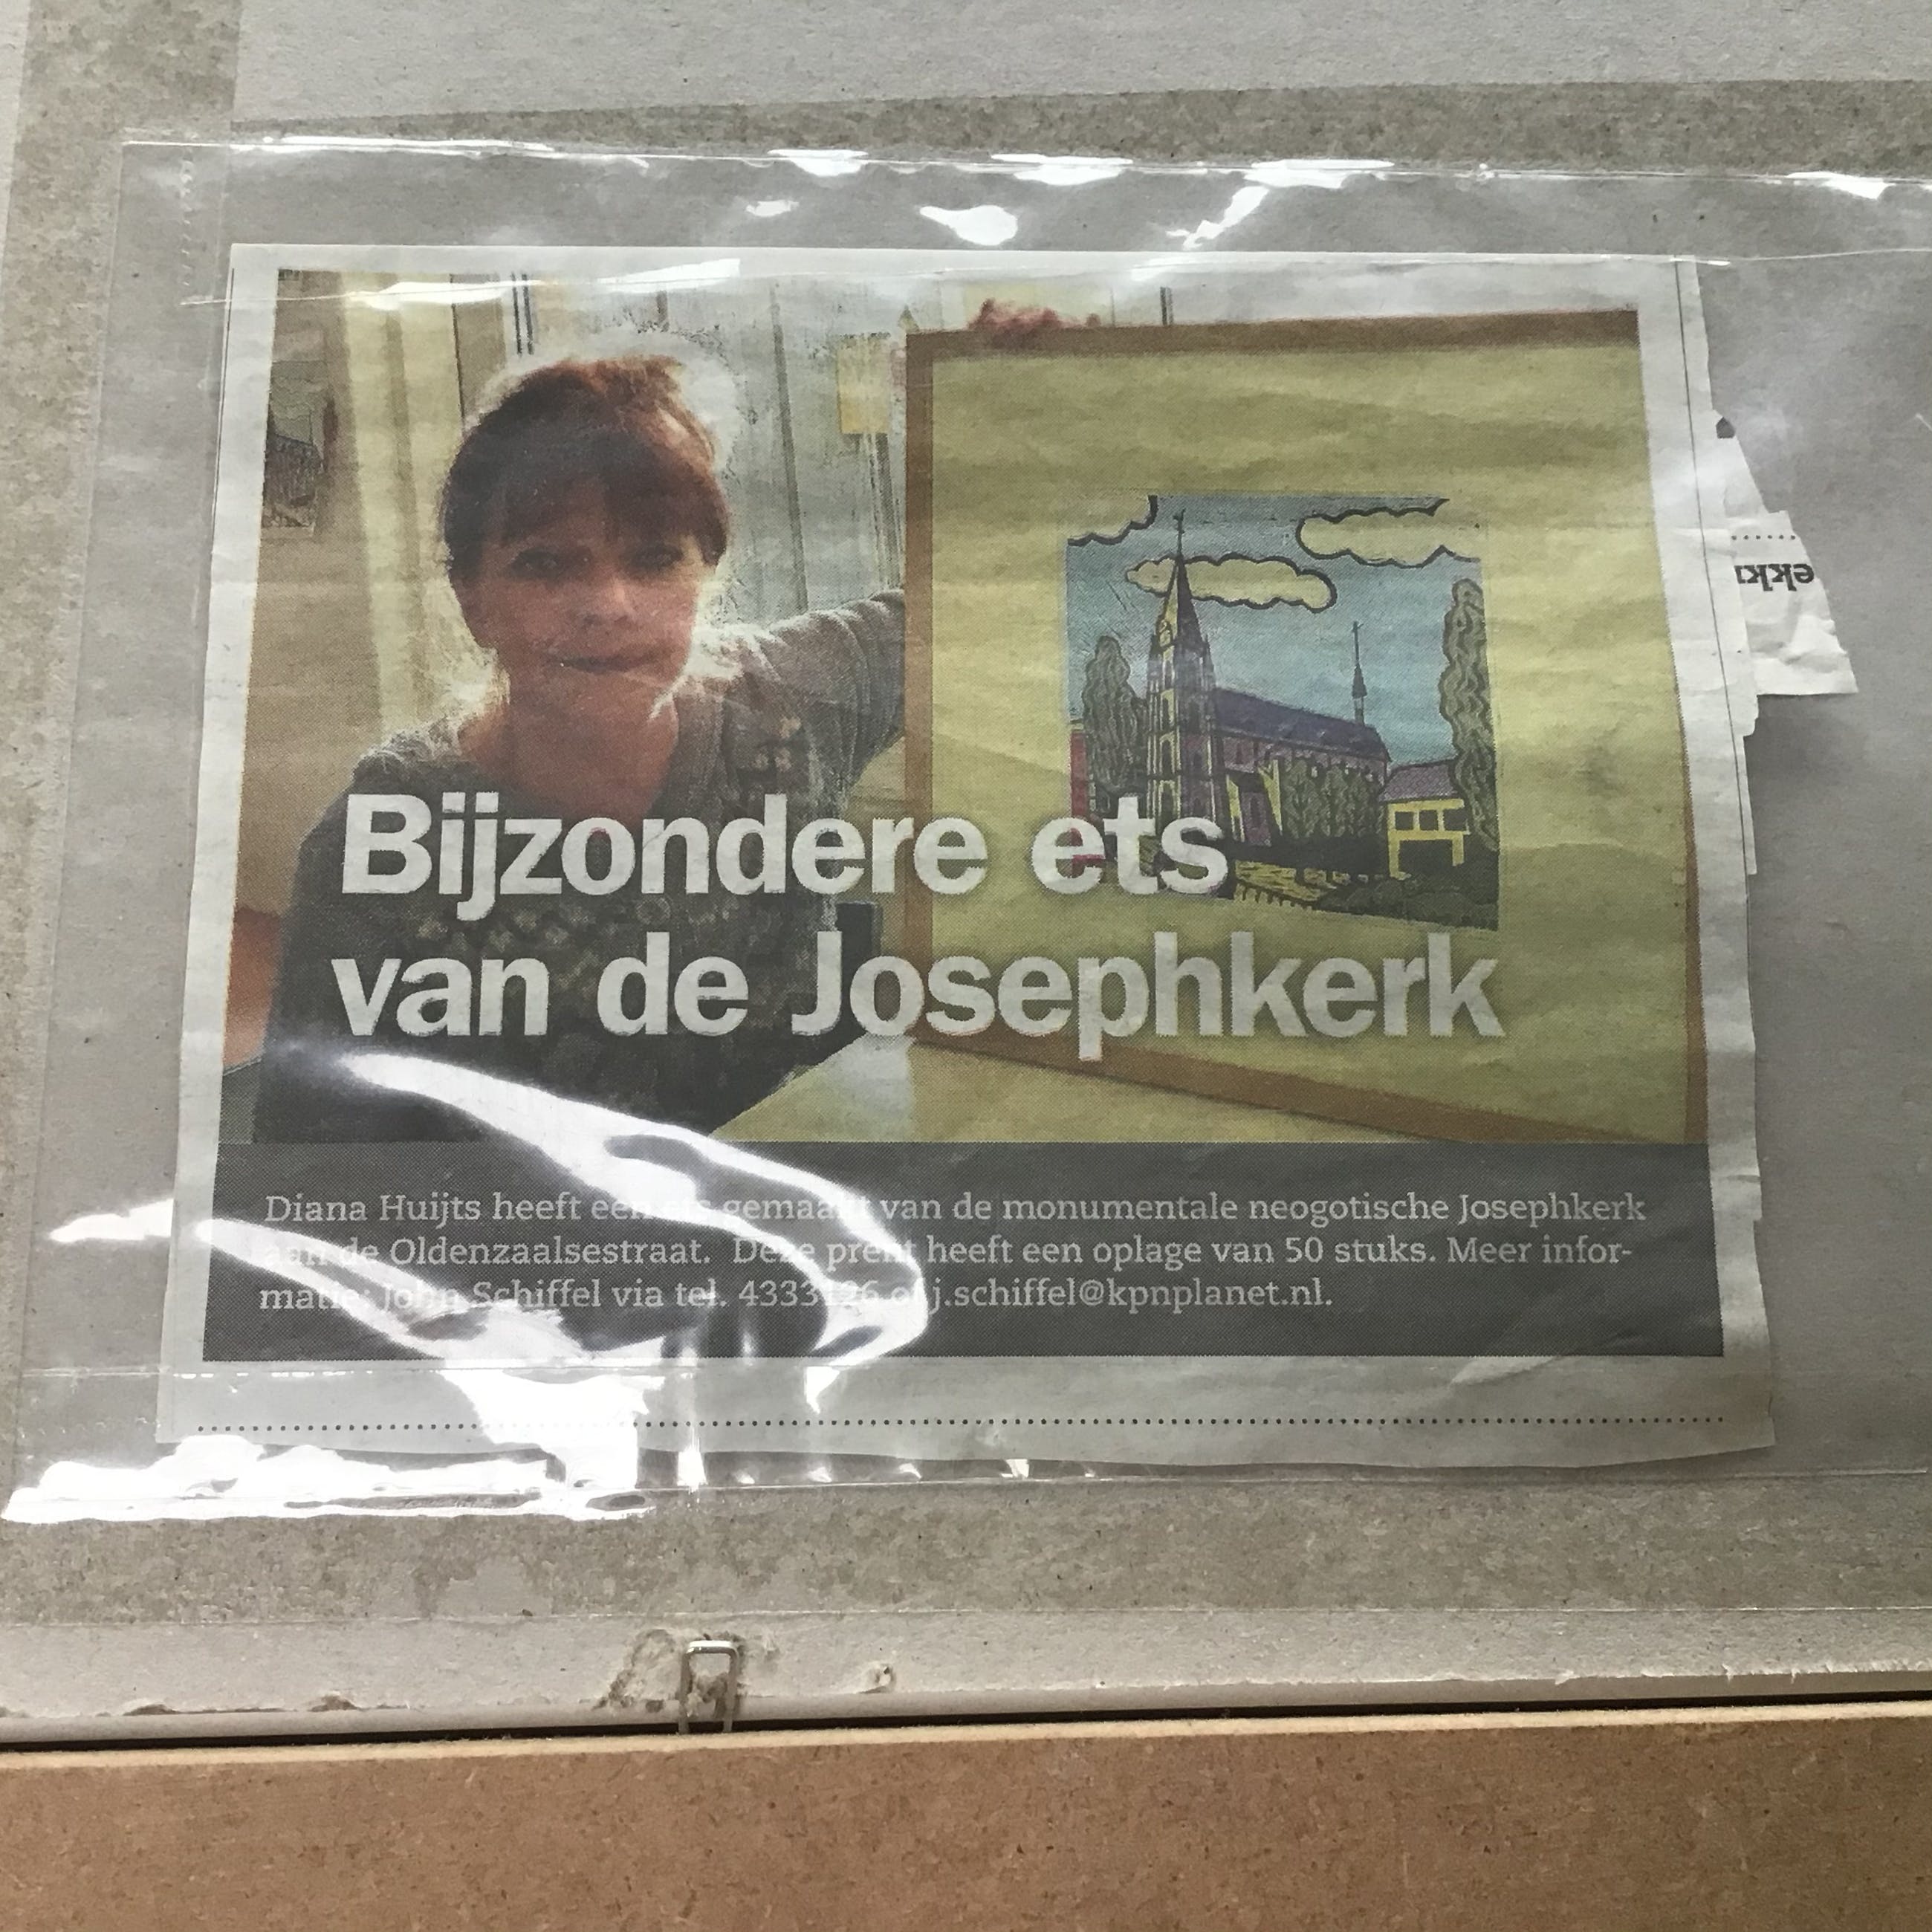 Bijzondere ets
van de Josephkerk
Diana Huijts heeft een ets gemaakt van de monumentale neogotische Josephkerk
aan de Oldenzaalsestraat. Deze prent heeft een oplage van 50 stuks. Meer infor-
matie: John Schiffel via tel. 4333126 of j.schiffel@kpnplanet.nl.